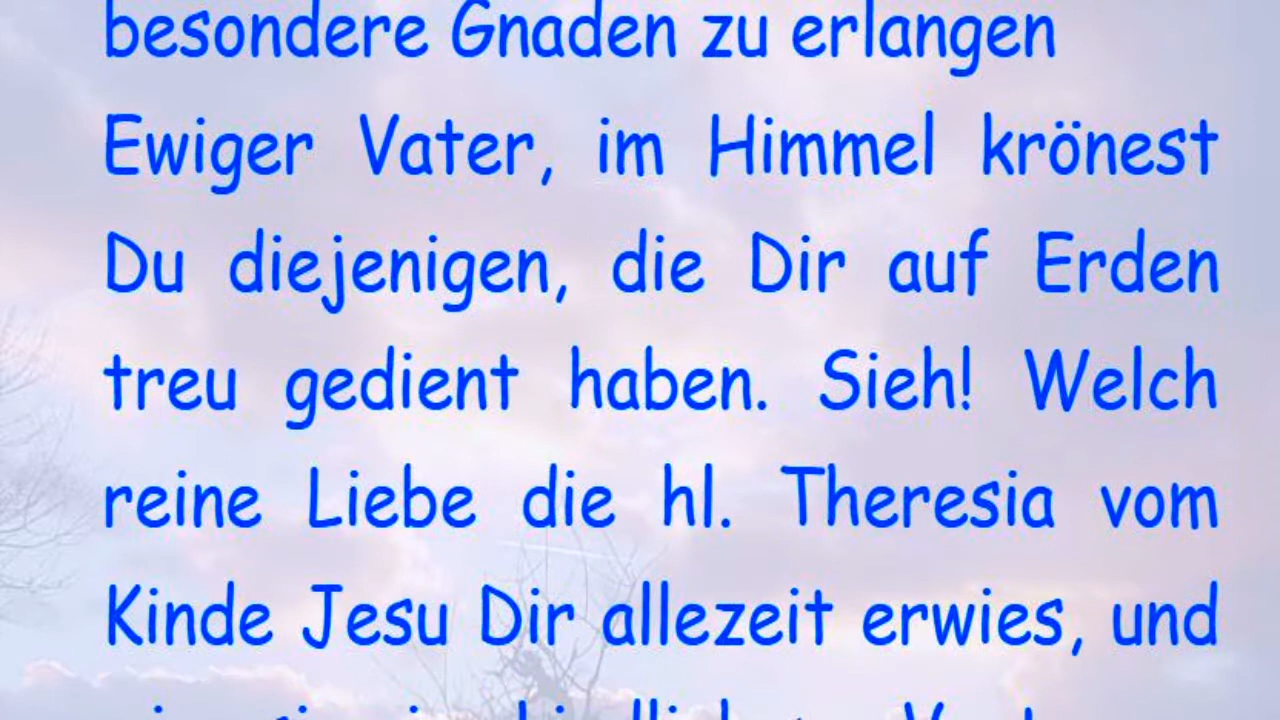 besondere Gnaden zu erlangen
Ewiger Vater, im Himmel krönest
Du diejenigen, die Dir auf Erden
treu gedient haben. Sieh! Welch
reine Liebe die hl. Theresia vom
Kinde Jesu Dir allezeit erwies, und